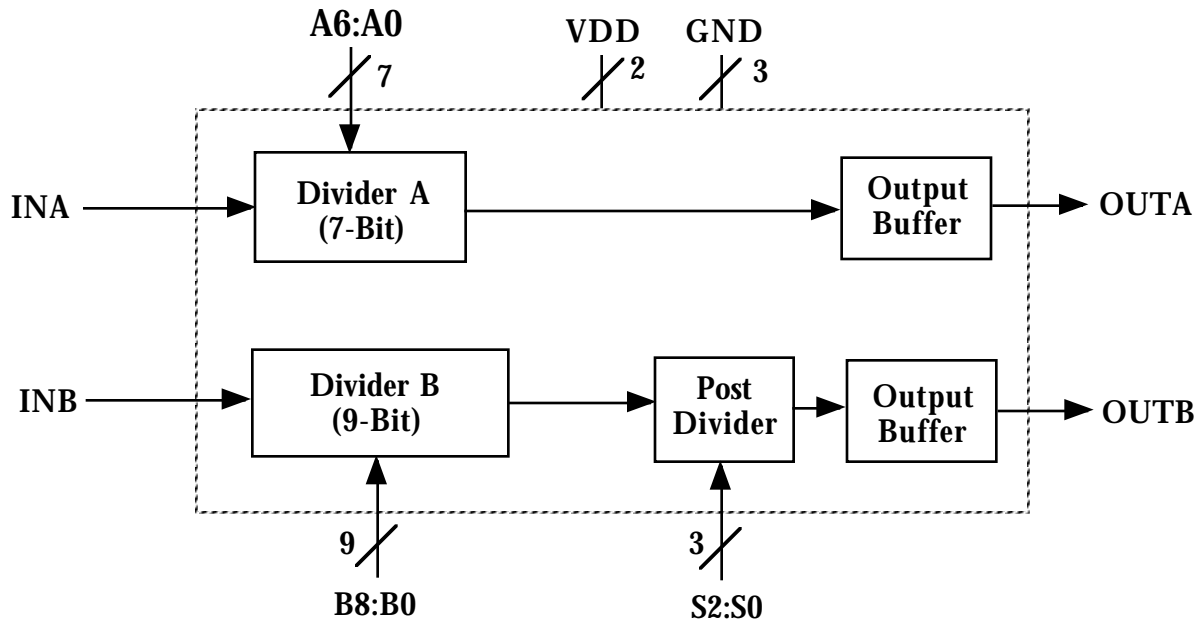 A6:A0
VDD
GND
7
2
3
INA
Divider A
(7-Bit)
Output
Buffer
OUTA
INB
Divider B
(9-Bit)
Post
Divider
Output
Buffer
OUTB
9
3
B8:B0
S2:S0